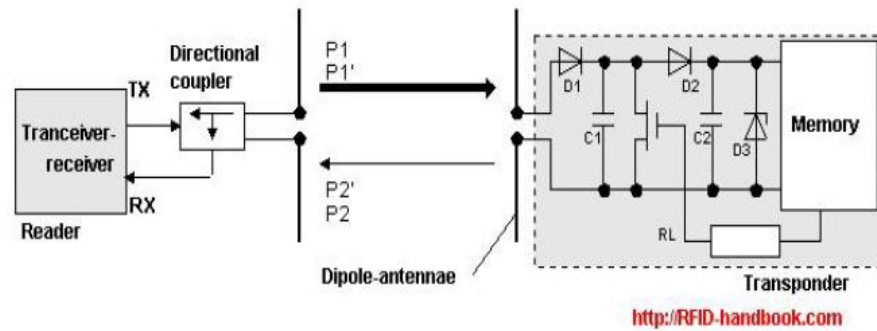 Directional
coupler
TX
Tranceiver-
receiver
RX
Reader
P1
P1'
P2'
P2
Dipole-antennae
D1
D2
C1
C2
D3
Memory
RL
Transponder
http://RFID-handbook.com